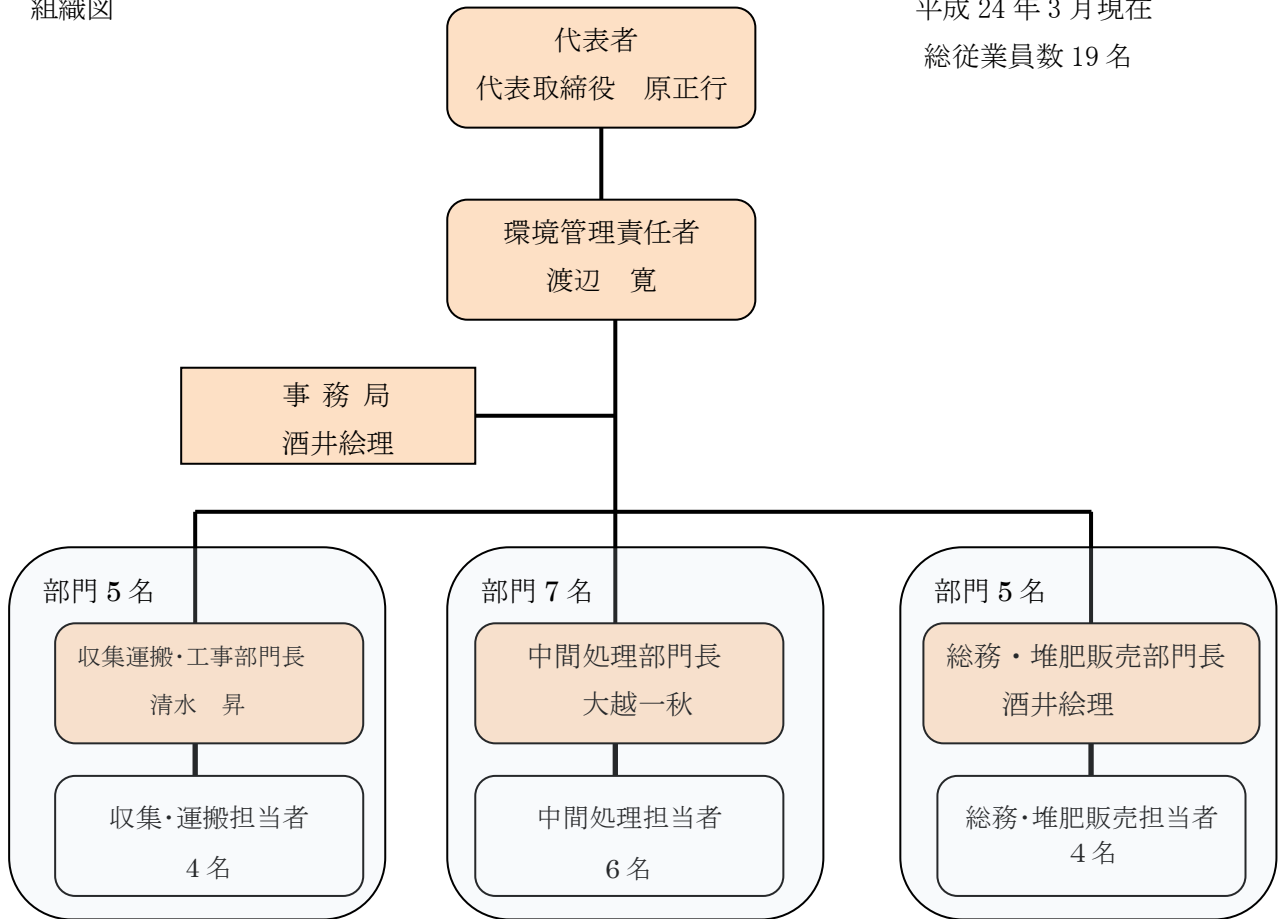 組織図
平成 24 年 3 月現在
総従業員数 19 名
代表者
代表取締役　原正行
環境管理責任者
渡辺　寛
事 務 局
酒井絵理
部門 5 名
収集運搬・工事部門長
清水　昇
収集・運搬担当者
4 名
部門 7 名
中間処理部門長
大越一秋
中間処理担当者
6 名
部門 5 名
総務・堆肥販売部門長
酒井絵理
総務・堆肥販売担当者
4 名